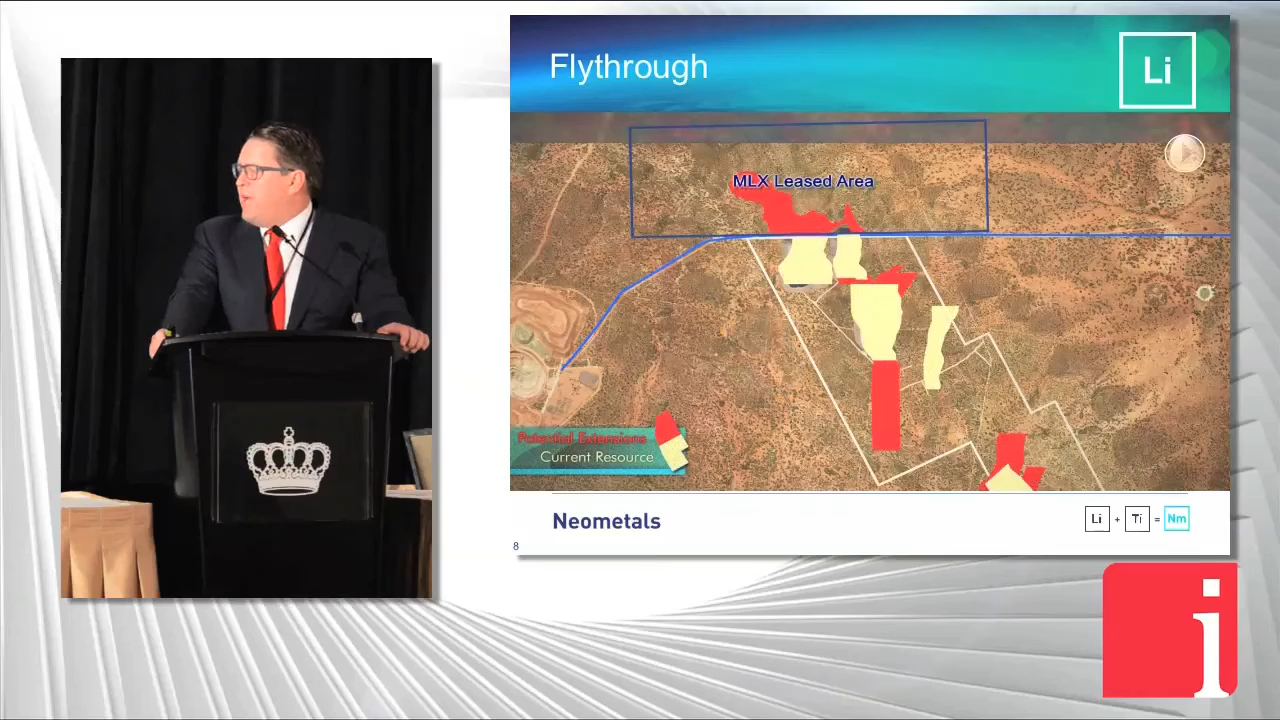 Flythrough
Li
MLX Leased Area
Potential Extensions
Current Resource
Neometals
Li + Ti = Nm
8
i